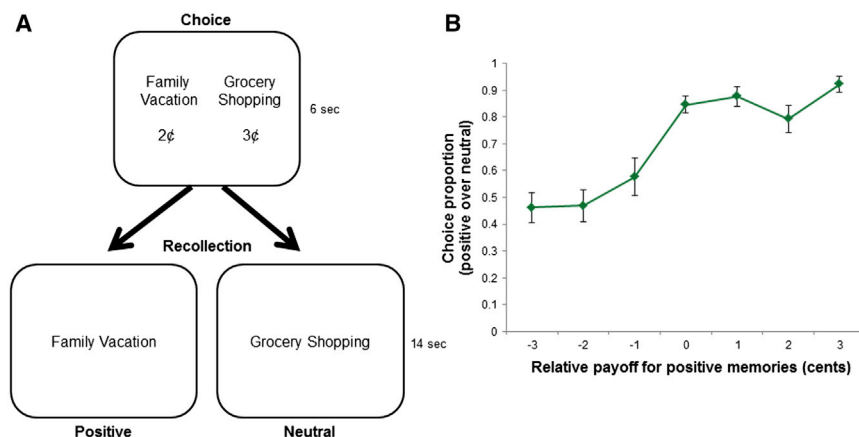 A
Choice
Family
Vacation
2¢
Grocery
Shopping
3¢
6 sec
Recollection
Family Vacation
Grocery Shopping
14 sec
Positive
Neutral
B
Choice proportion
(positive over neutral)
1
0.9
0.8
0.7
0.6
0.5
0.4
0.3
0.2
0.1
0
-3 -2 -1 0 1 2 3
Relative payoff for positive memories (cents)